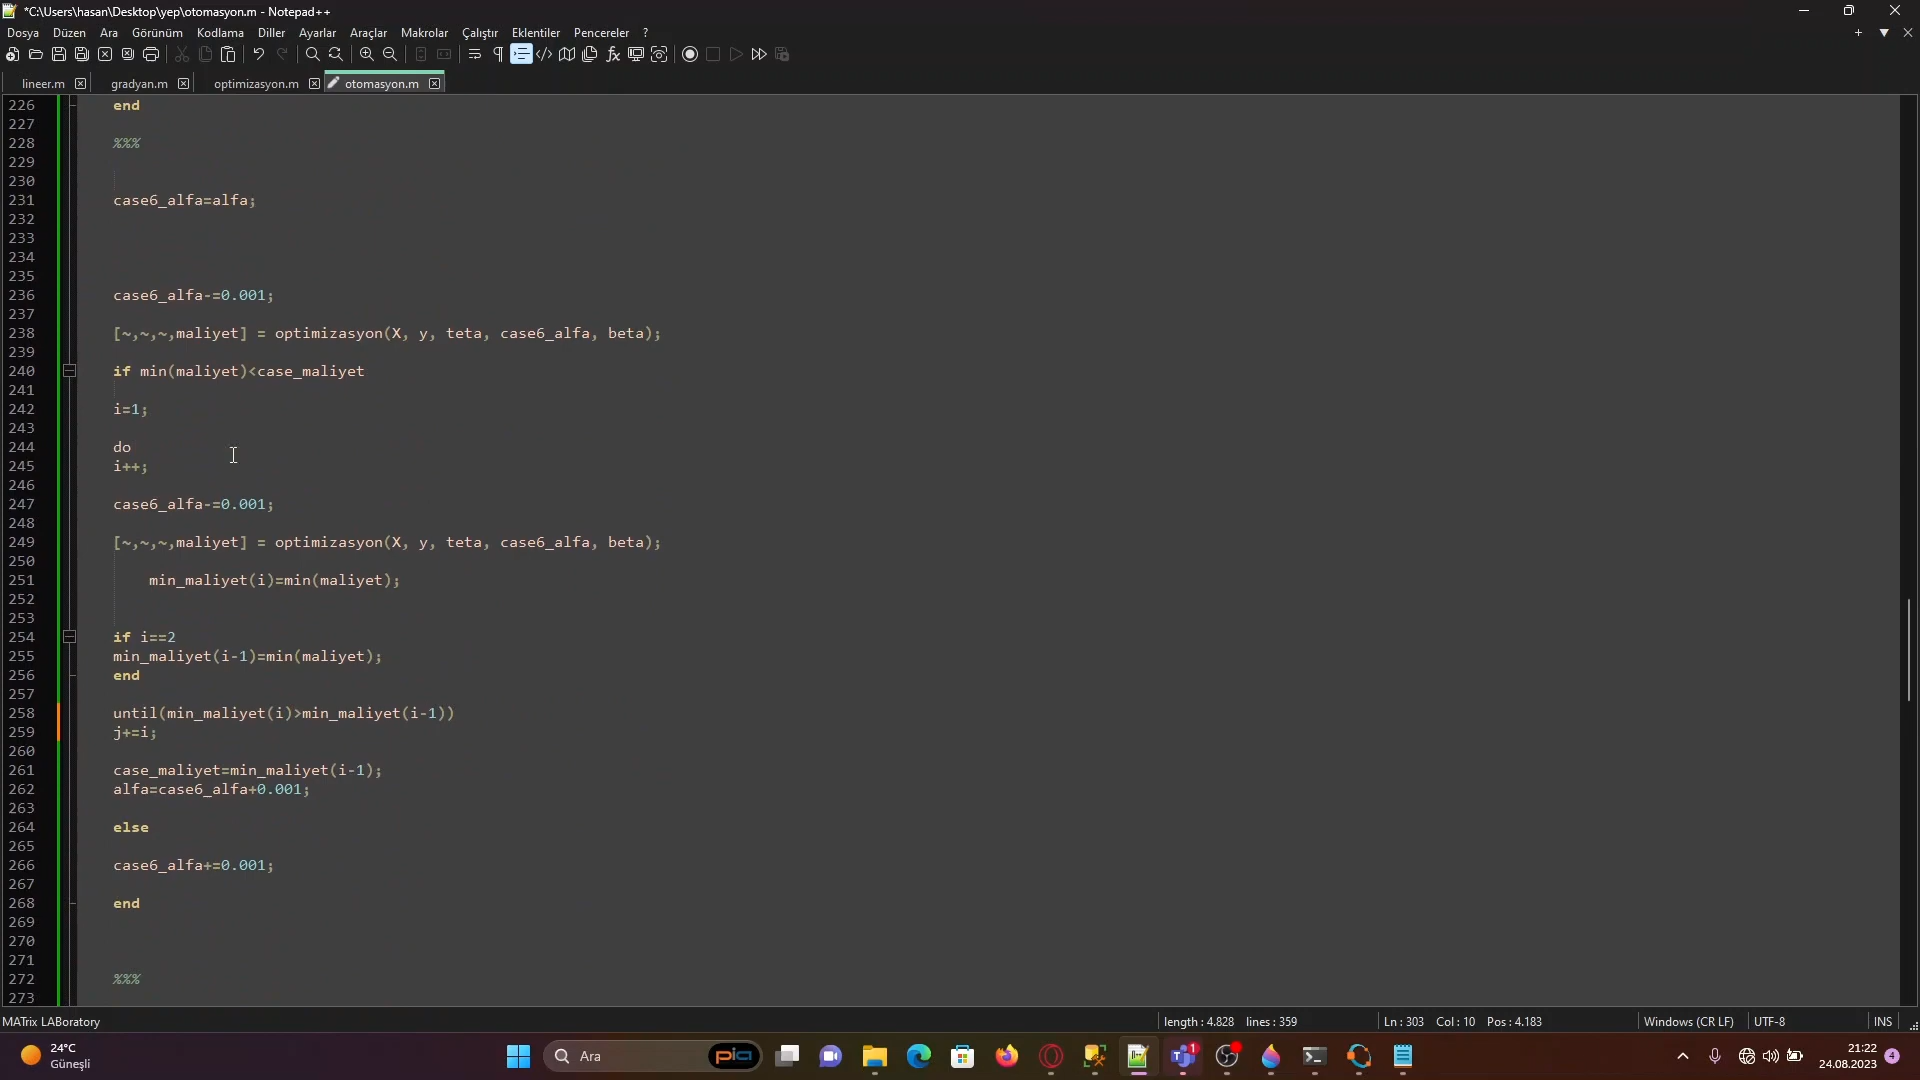 *C:\Users\hasan\Desktop\yep\otomasyon.m - Notepad++
Dosya Düzen Ara Görünüm Kodlama Diller Ayarlar Araçlar Makrolar Çalıştır Eklentiler Pencereler ?
lineer.m gradyan.m optimizasyon.m otomasyon.m
226 end
227
228 %%%
229
230
231 case6_alfa=alfa;
232
233
234
235
236 case6_alfa-=0.001;
237
238 [~,~,~,maliyet] = optimizasyon(X, y, teta, case6_alfa, beta);
239
240 if min(maliyet)<case_maliyet
241
242 i=1;
243
244 do
245 i++;
246
247 case6_alfa-=0.001;
248
249 [~,~,~,maliyet] = optimizasyon(X, y, teta, case6_alfa, beta);
250
251 min_maliyet(i)=min(maliyet);
252
253
254 if i==2
255 min_maliyet(i-1)=min(maliyet);
256 end
257
258 until(min_maliyet(i)>min_maliyet(i-1))
259 j+=i;
260
261 case_maliyet=min_maliyet(i-1);
262 alfa=case6_alfa+0.001;
263
264 else
265
266 case6_alfa+=0.001;
267
268 end
269
270
271
272 %%%
273
MATrix LABoratory length : 4.828 lines : 359 Ln : 303 Col : 10 Pos : 4.183 Windows (CR LF) UTF-8 INS
24°C
Güneşli
Ara pia
1
21:22
24.08.2023 4